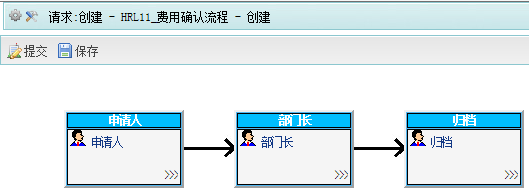 请求:创建 - HRL11_费用确认流程 - 创建
提交 保存
申请人 部门长 归档
申请人 部门长 归档